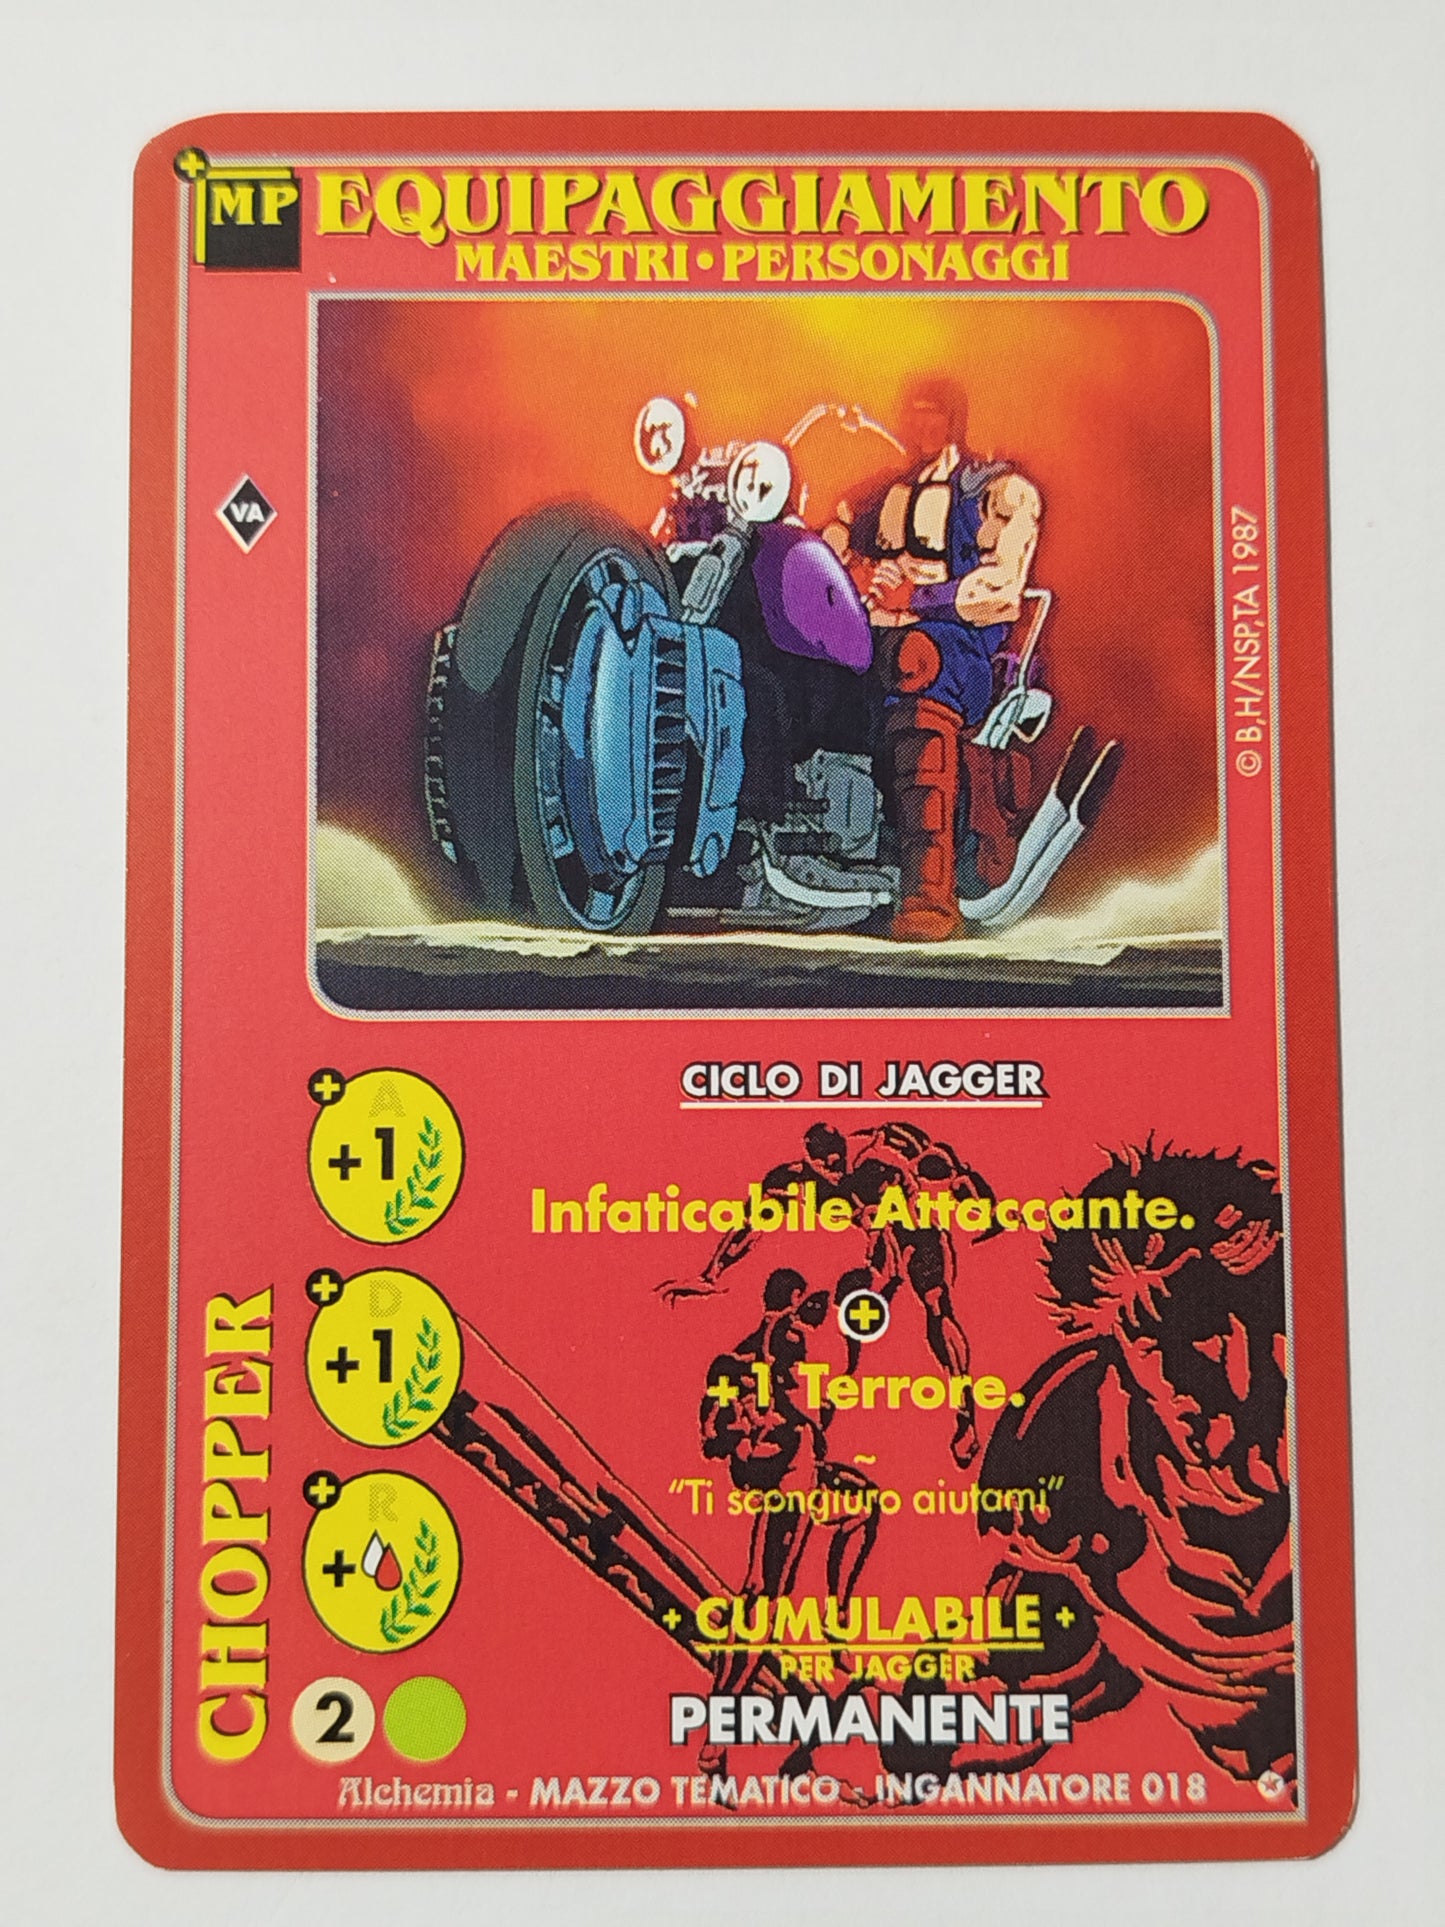 MP EQUIPAGGIAMENTO
MAESTRI • PERSONAGGI
VA
© B,H/NSP,TA 1987
CICLO DI JAGGER
A
+1
Infaticabile Attaccante.
+
D
+1
+1 Terrore.
~
"Ti scongiuro aiutami"
R
+
+ CUMULABILE +
PER JAGGER
PERMANENTE
CHOPPER
2
Alchemia - MAZZO TEMATICO - INGANNATORE 018